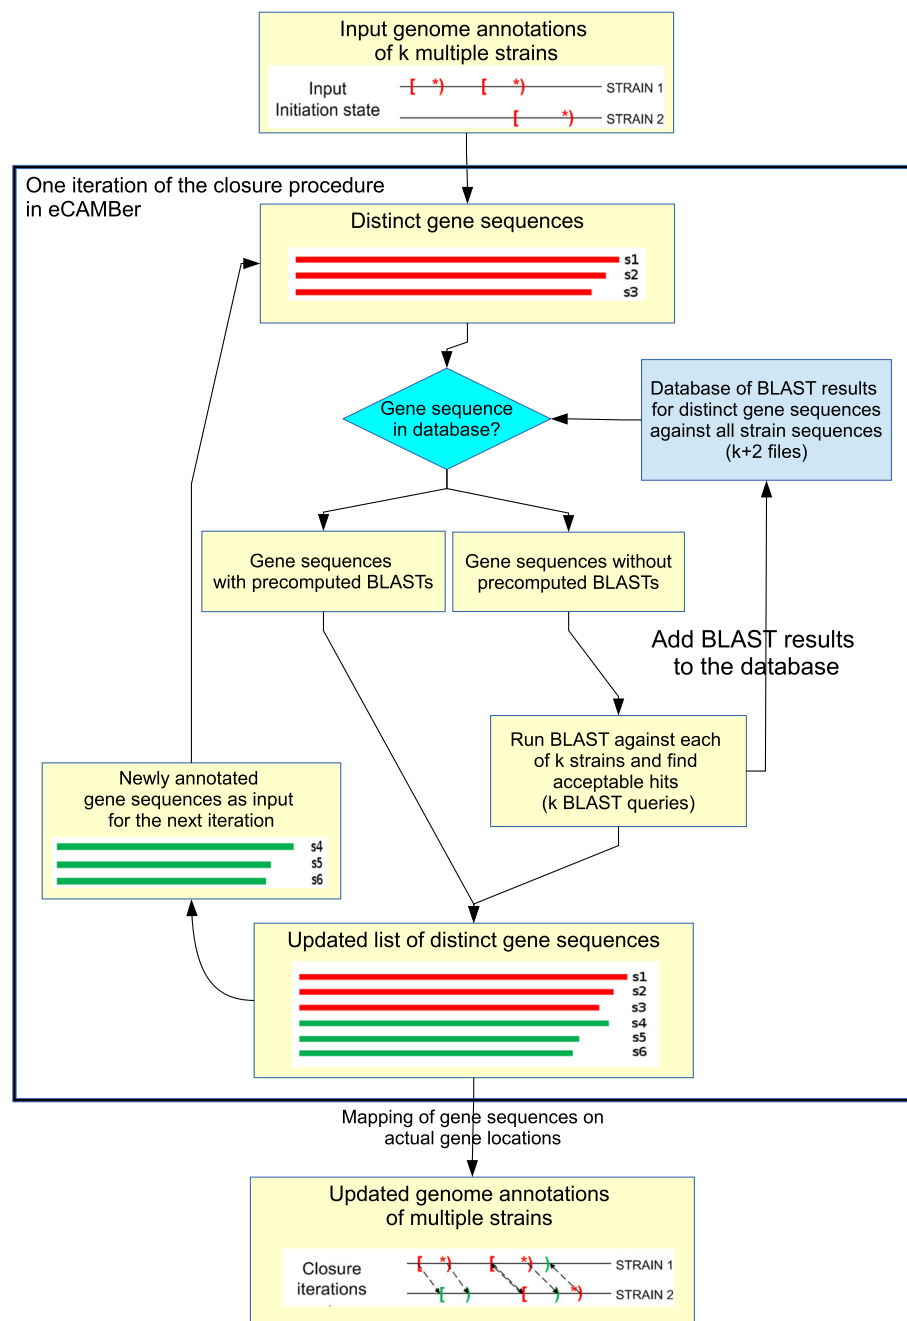 Input genome annotations
of k multiple strains
Input
Initiation state
[ *) [ *) STRAIN 1
[ *) STRAIN 2
One iteration of the closure procedure
in eCAMBer
Distinct gene sequences
s1
s2
s3
Gene sequence
in database?
Database of BLAST results
for distinct gene sequences
against all strain sequences
(k+2 files)
Gene sequences
with precomputed BLASTs
Gene sequences without
precomputed BLASTs
Add BLAST results
to the database
Run BLAST against each
of k strains and find
acceptable hits
(k BLAST queries)
Newly annotated
gene sequences as input
for the next iteration
s4
s5
s6
Updated list of distinct gene sequences
s1
s2
s3
s4
s5
s6
Mapping of gene sequences on
actual gene locations
Updated genome annotations
of multiple strains
Closure
iterations
[ *) [ *) ) STRAIN 1
[ ) [ ) *) STRAIN 2